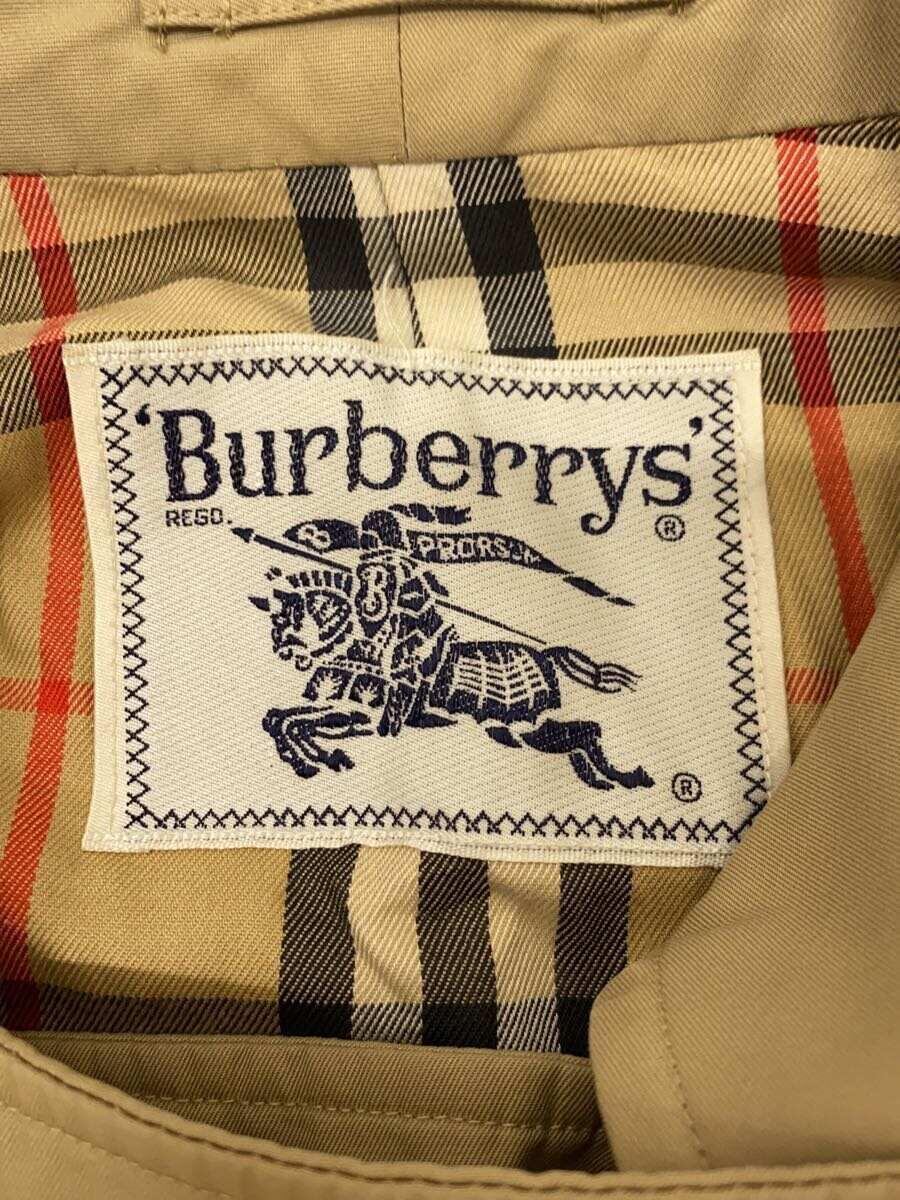 'Burberrys'
REGD. ®
B
PRORSUM
®